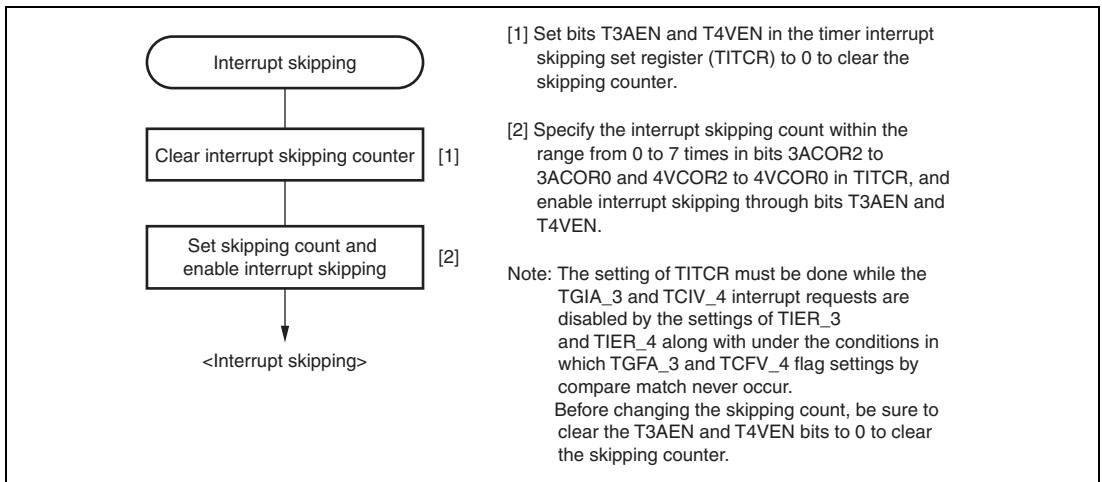 Interrupt skipping
Clear interrupt skipping counter
[1]
Set skipping count and
enable interrupt skipping
[2]
<Interrupt skipping>
[1] Set bits T3AEN and T4VEN in the timer interrupt
skipping set register (TITCR) to 0 to clear the
skipping counter.
[2] Specify the interrupt skipping count within the
range from 0 to 7 times in bits 3ACOR2 to
3ACOR0 and 4VCOR2 to 4VCOR0 in TITCR, and
enable interrupt skipping through bits T3AEN and
T4VEN.
Note: The setting of TITCR must be done while the
TGIA_3 and TCIV_4 interrupt requests are
disabled by the settings of TIER_3
and TIER_4 along with under the conditions in
which TGFA_3 and TCFV_4 flag settings by
compare match never occur.
Before changing the skipping count, be sure to
clear the T3AEN and T4VEN bits to 0 to clear
the skipping counter.